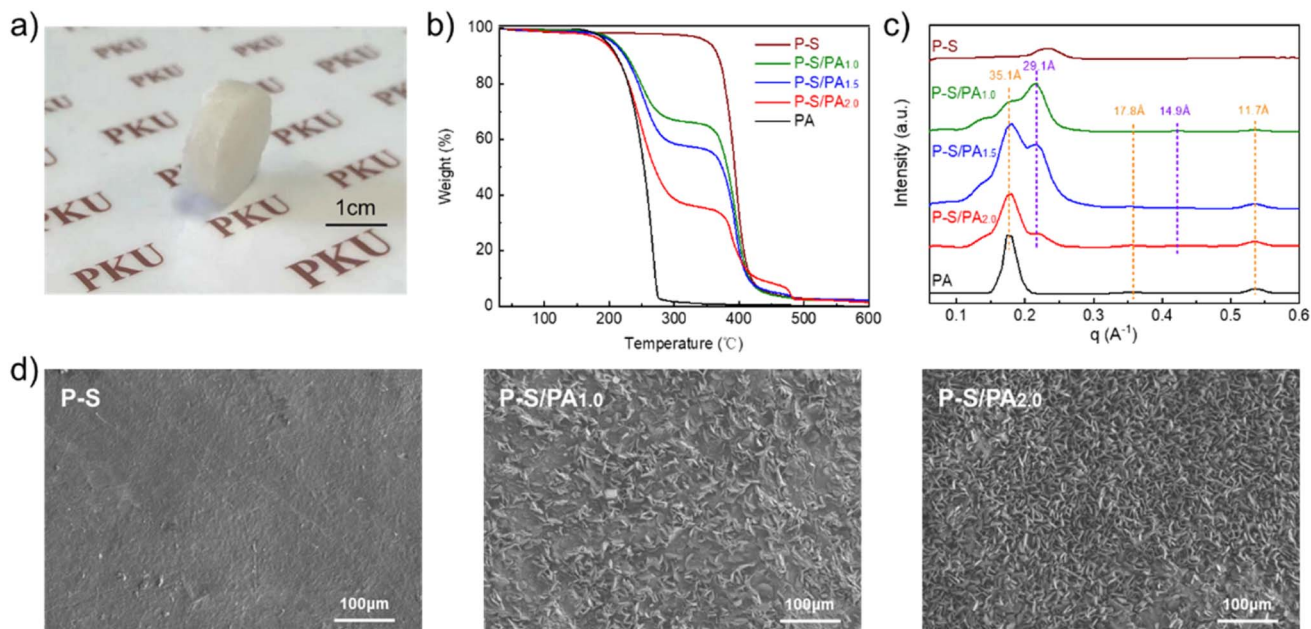 a)
PKU PKU PKU
PKU PKU PKU
PKU PKU
PKU PKU PKU
PKU PKU PKU
1cm
b)
Weight (%)
100
80
60
40
20
0
P-S
P-S/PA1.0
P-S/PA1.5
P-S/PA2.0
PA
100 200 300 400 500 600
Temperature (℃)
c)
Intensity (a.u.)
P-S
P-S/PA1.0
P-S/PA1.5
P-S/PA2.0
PA
35.1Å
29.1Å
17.8Å
14.9Å
11.7Å
0.1 0.2 0.3 0.4 0.5 0.6
q (A-1)
d)
P-S
100μm
P-S/PA1.0
100μm
P-S/PA2.0
100μm